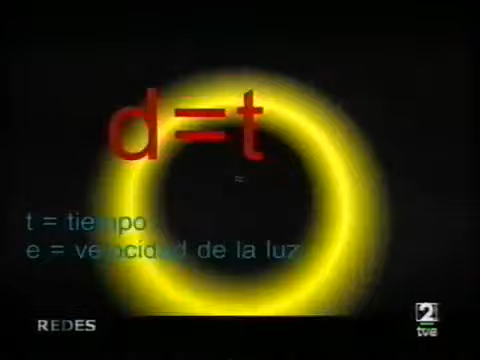 d=t
=
t = tiempo
e = velocidad de la luz
REDES
2
tve